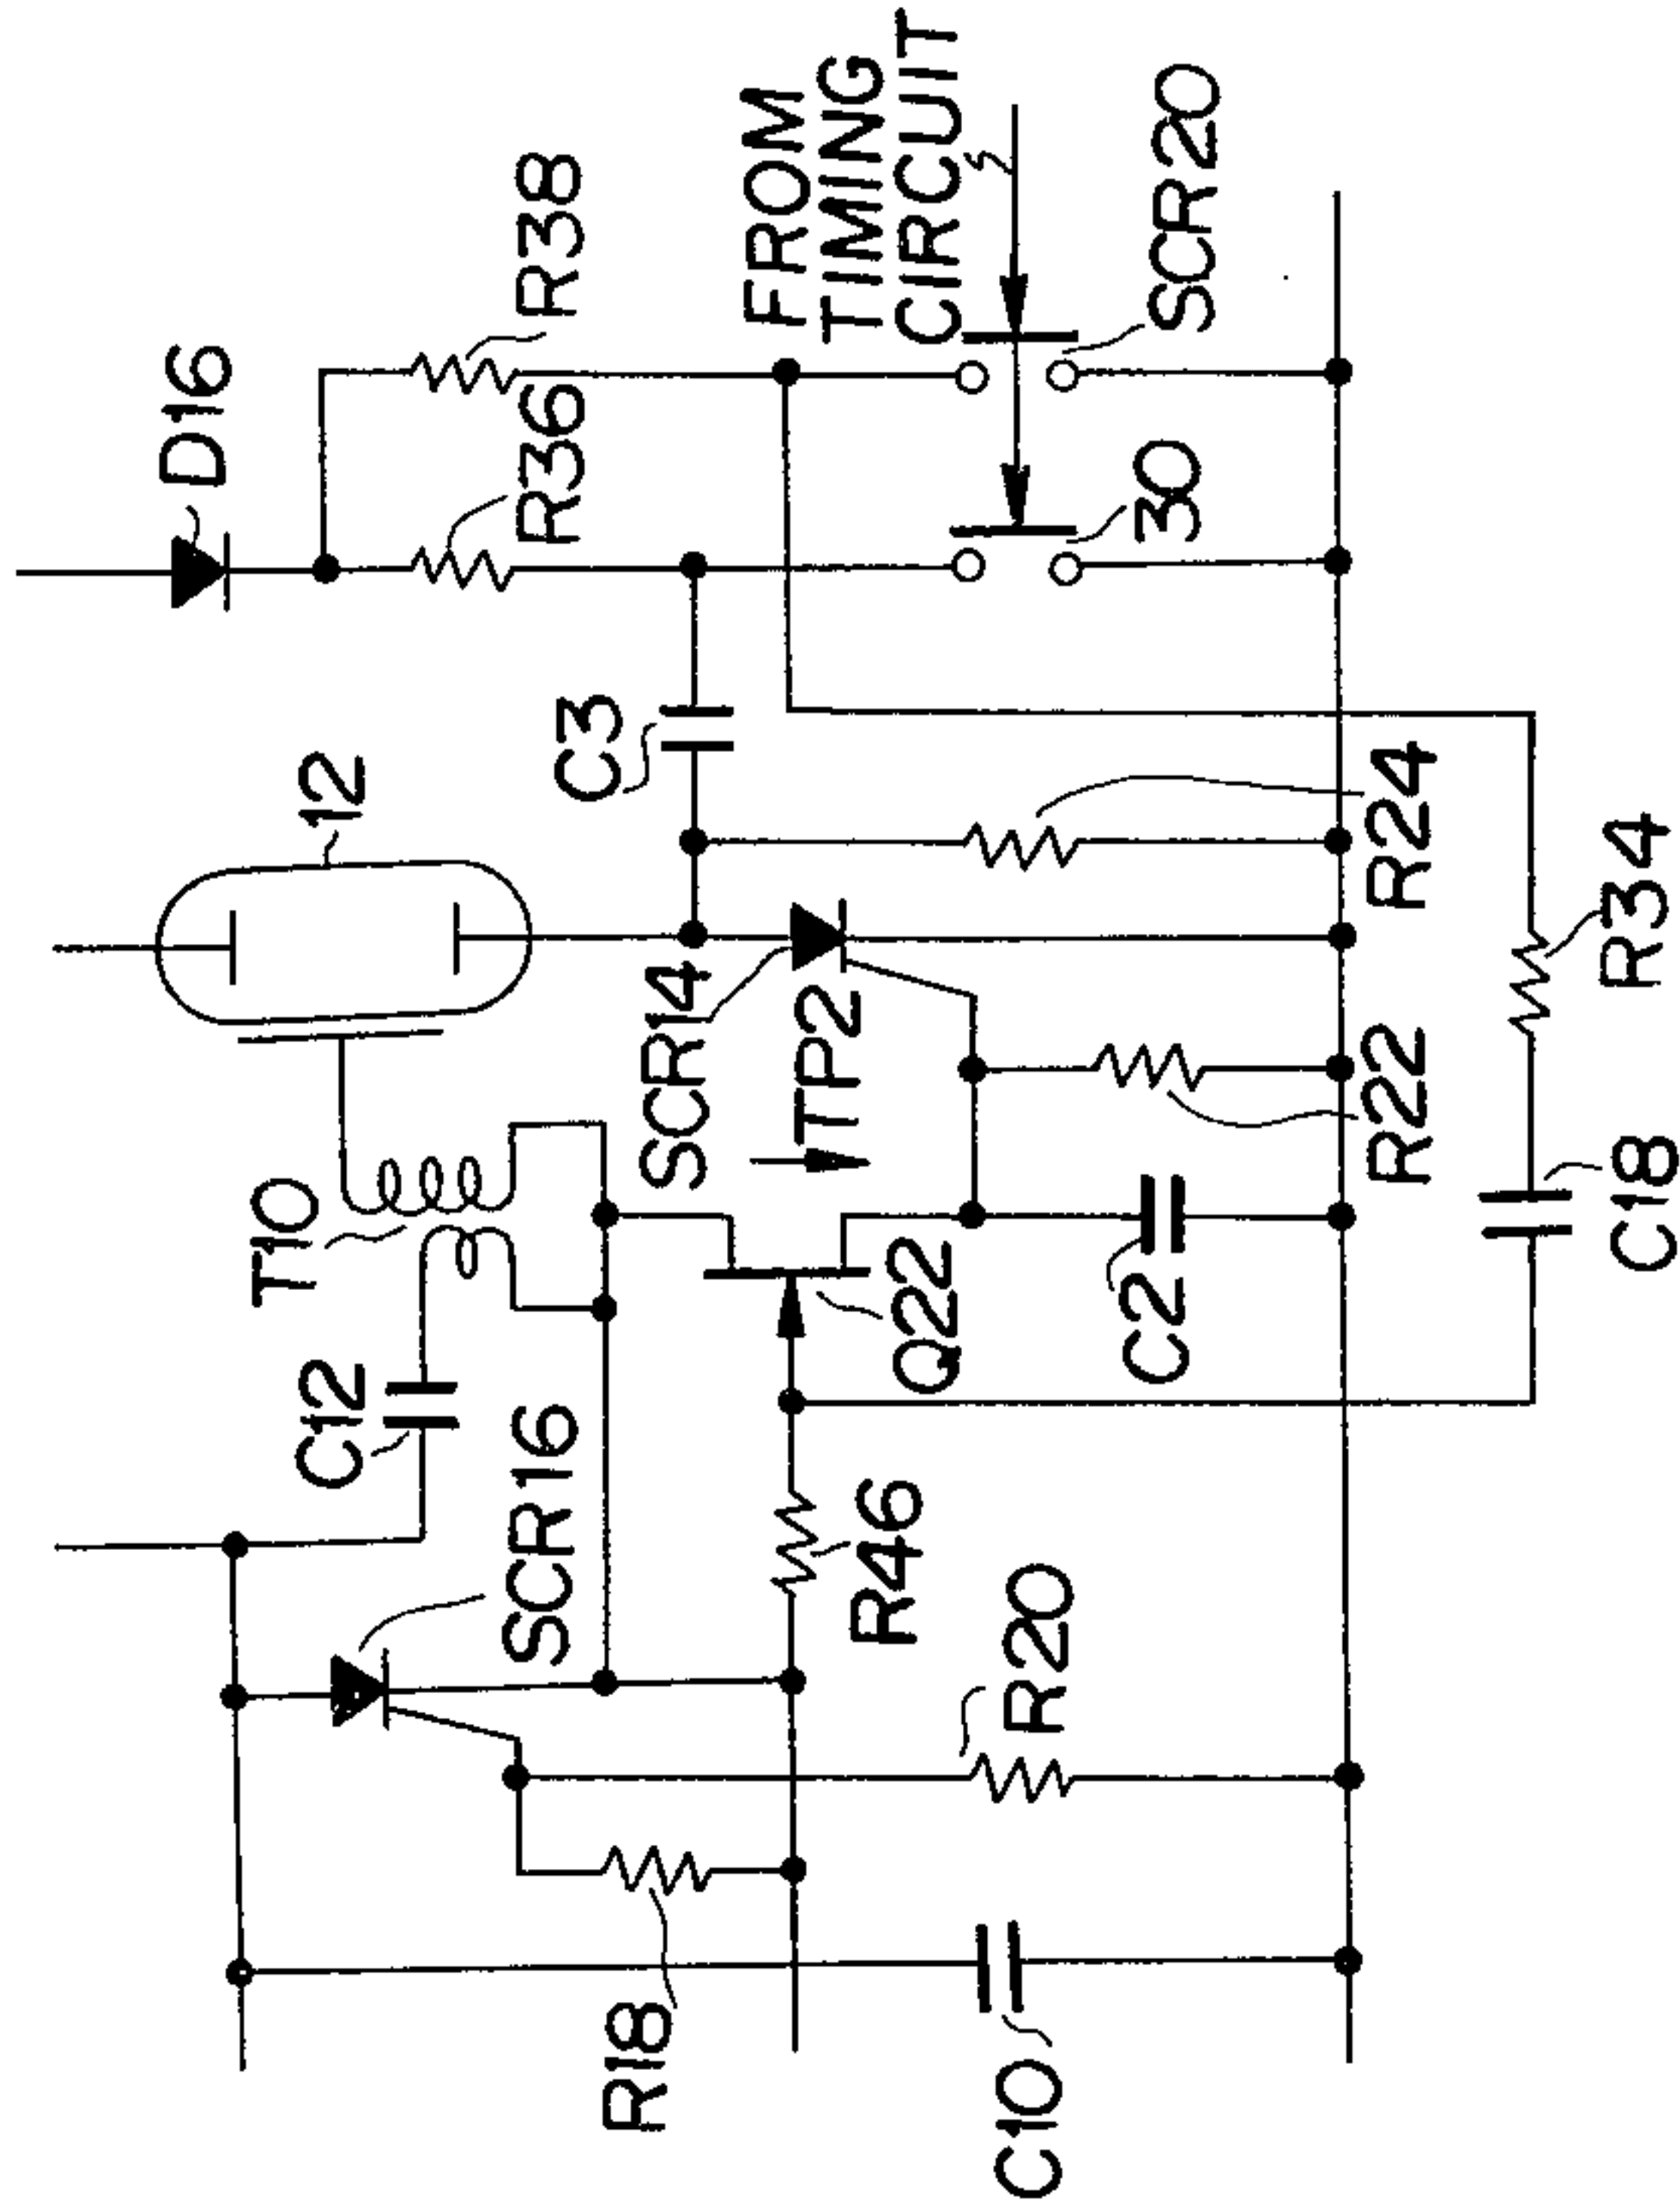 D16
T10
C12
12
SCR16
R36
R38
C3
R18
SCR14
FROM
TIMING
CIRCUIT
TTP2
R46
Q22
C10
R20
C2
30
SCR20
R22
R24
C18
R34